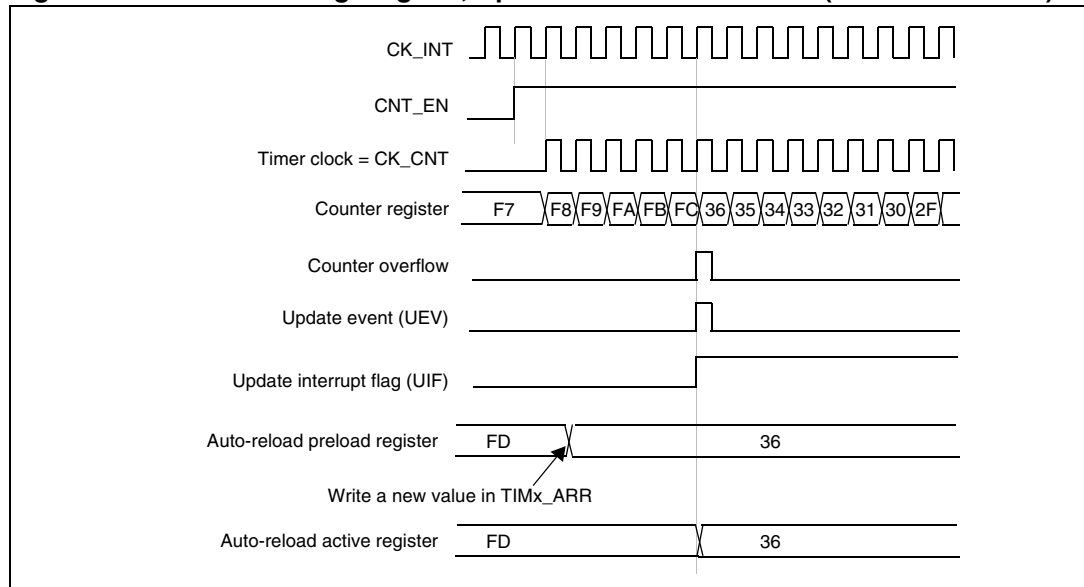 CK_INT
CNT_EN
Timer clock = CK_CNT
Counter register F7 F8 F9 FA FB FC 36 35 34 33 32 31 30 2F
Counter overflow
Update event (UEV)
Update interrupt flag (UIF)
Auto-reload preload register FD 36
Write a new value in TIMx_ARR
Auto-reload active register FD 36